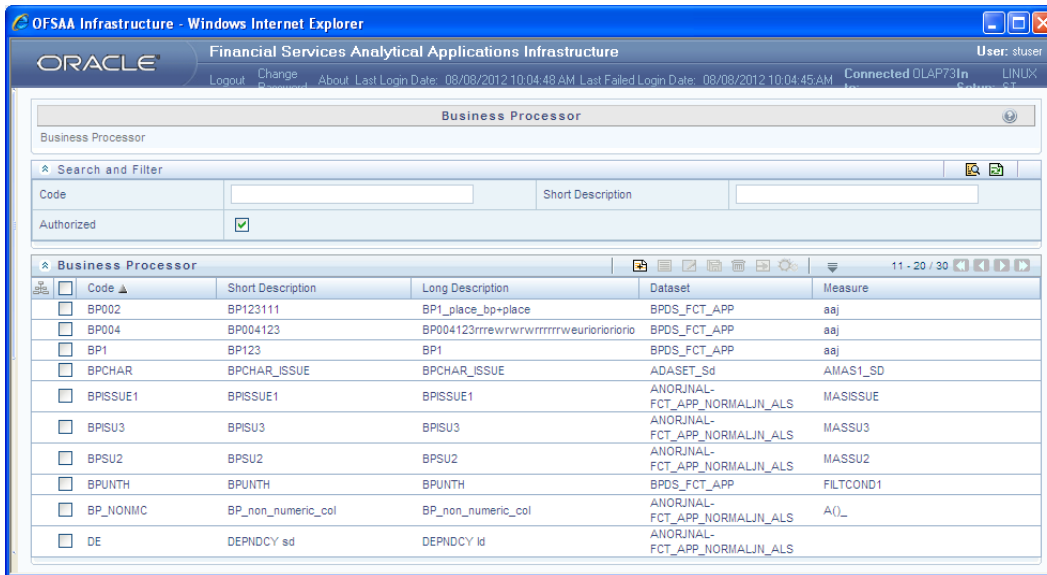 OFSAA Infrastructure - Windows Internet Explorer
ORACLE
Financial Services Analytical Applications Infrastructure
User: stuser
Logout Change About Last Login Date: 08/08/2012 10:04:48 AM Last Failed Login Date: 08/08/2012 10:04:45AM Connected OLAP73In LINUX
Business Processor
Business Processor
Search and Filter
Code Short Description
Authorized
Business Processor 11 - 20 / 30
Code Short Description Long Description Dataset Measure
BP002 BP123111 BP1_place_bp+place BPDS_FCT_APP aaj
BP004 BP004123 BPDS_FCT_APP aaj
BP1 BP123 BP1 BPDS_FCT_APP aaj
BPCHAR BPCHAR_ISSUE BPCHAR_ISSUE ADASET_Sd AMAS1_SD
BPISSUE1 BPISSUE1 BPISSUE1 ANORJNAL-
FCT_APP_NORMALJN_ALS MASISSUE
BPISU3 BPISU3 BPISU3 ANORJNAL-
FCT_APP_NORMALJN_ALS MASSU3
BPSU2 BPSU2 BPSU2 ANORJNAL-
FCT_APP_NORMALJN_ALS MASSU2
BPUNTH BPUNTH BPUNTH BPDS_FCT_APP FILTCOND1
BP_NONMC BP_non_numeric_col BP_non_numeric_col ANORJNAL-
FCT_APP_NORMALJN_ALS A()_
DE DEPNDCY sd DEPNDCY ld ANORJNAL-
FCT_APP_NORMALJN_ALS